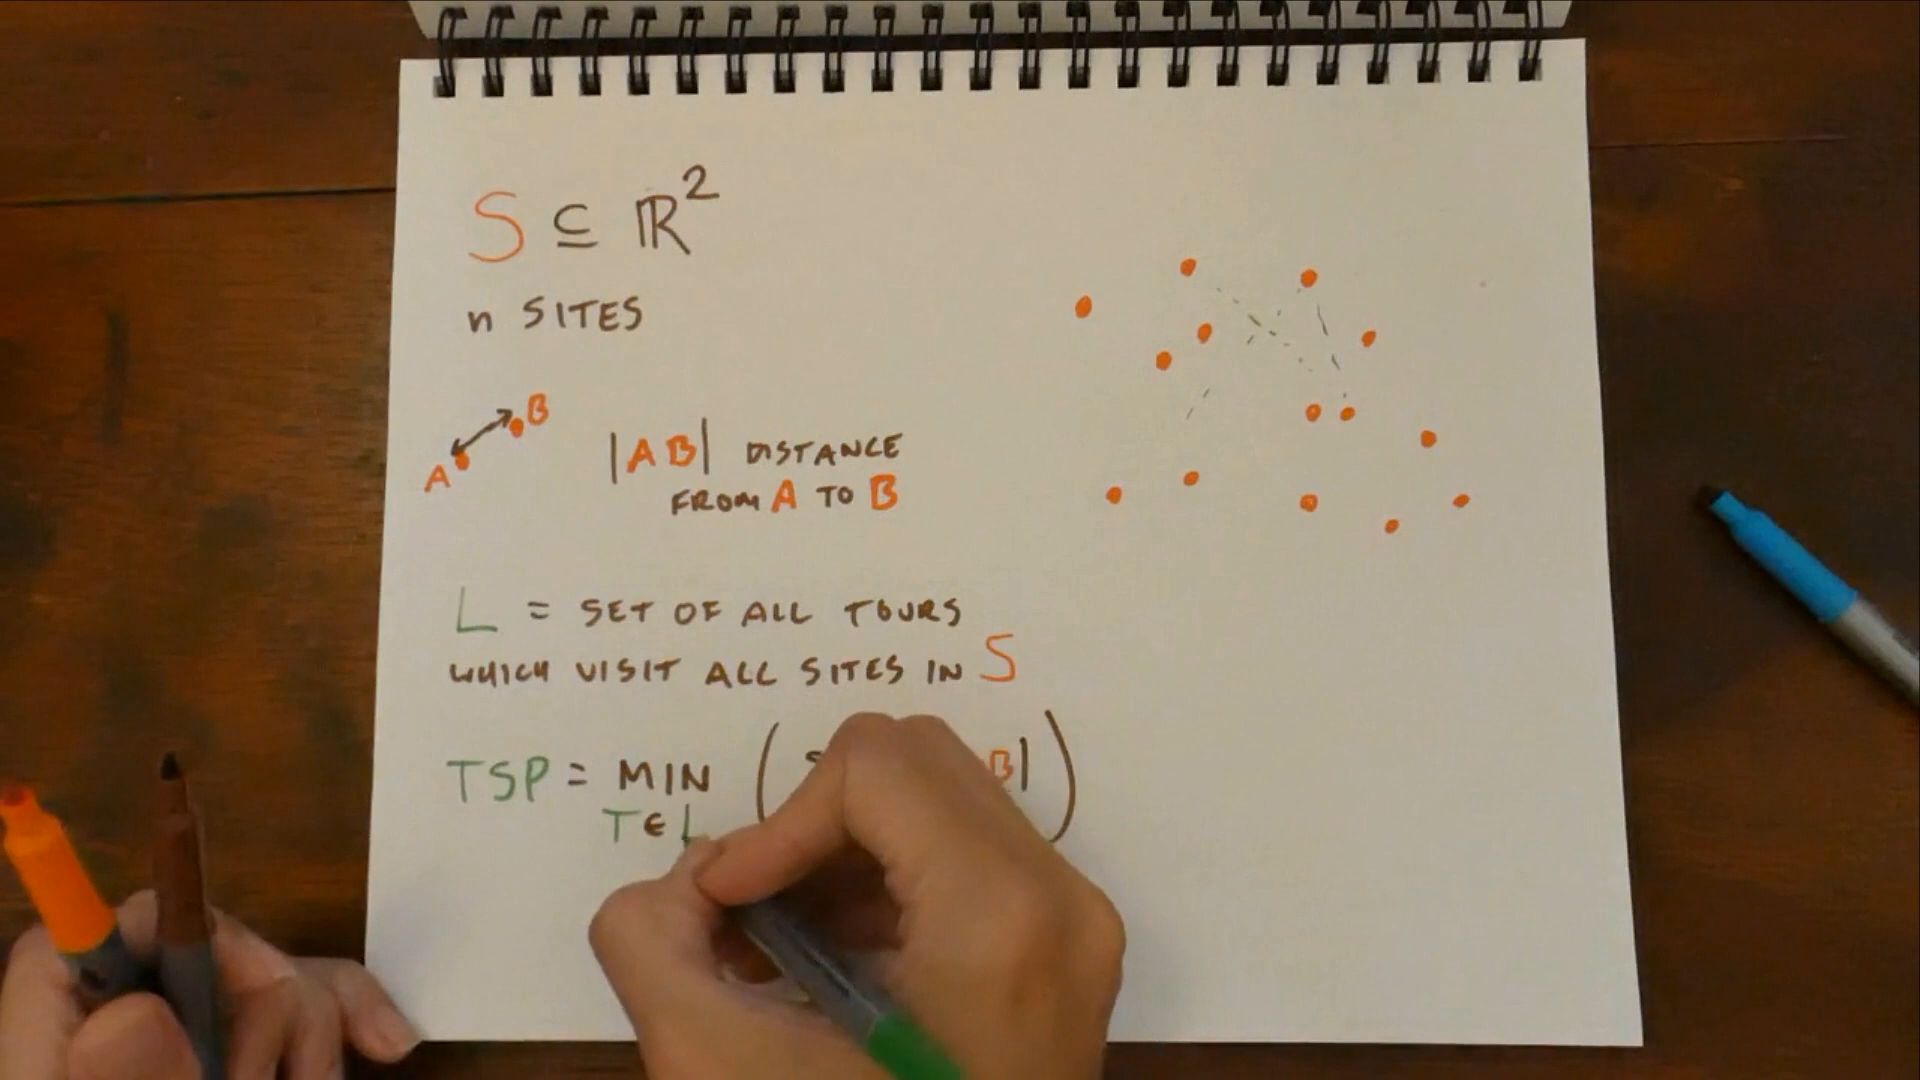 S ⊆ ℝ²
n SITES
B
A
|AB| DISTANCE
FROM A TO B
L = SET OF ALL TOURS
WHICH VISIT ALL SITES IN S
TSP = MIN ( B| )
T ∈ L